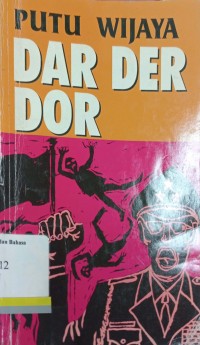 PUTU WIJAYA
DAR DER
DOR
dan Bahasa
12